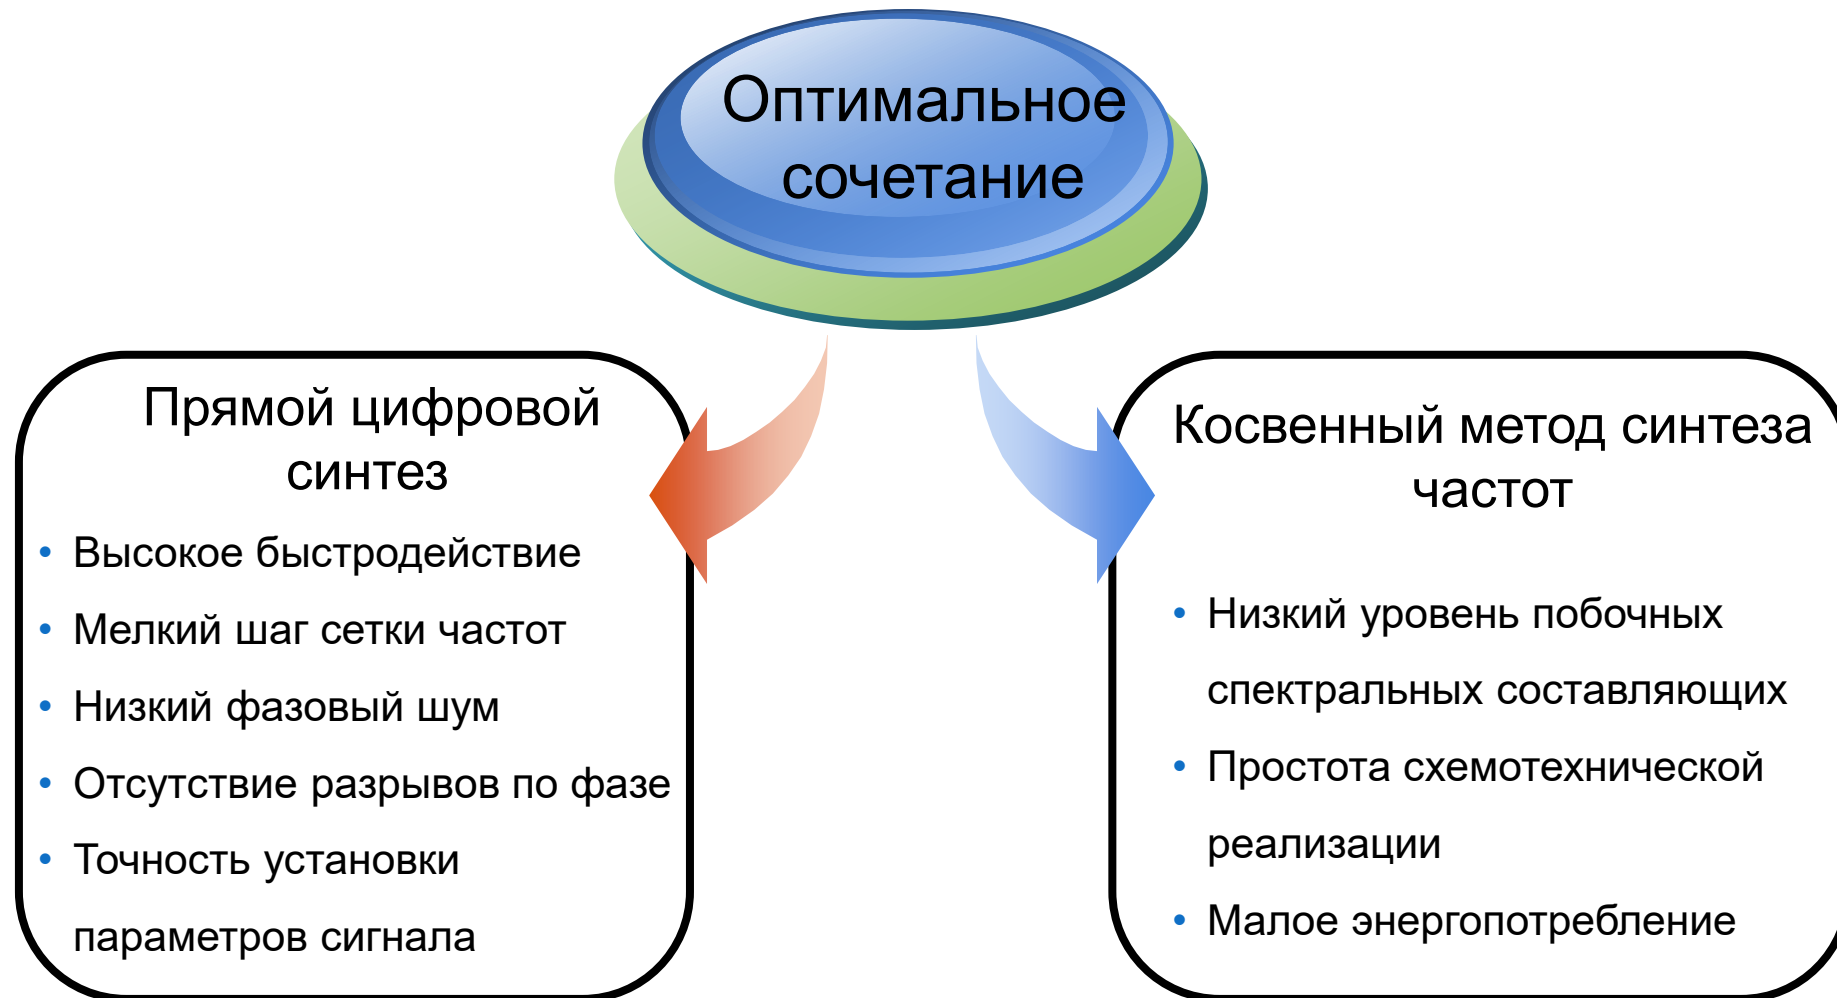 Оптимальное
сочетание
Прямой цифровой
синтез
• Высокое быстродействие
• Мелкий шаг сетки частот
• Низкий фазовый шум
• Отсутствие разрывов по фазе
• Точность установки
параметров сигнала
Косвенный метод синтеза
частот
• Низкий уровень побочных
спектральных составляющих
• Простота схемотехнической
реализации
• Малое энергопотребление